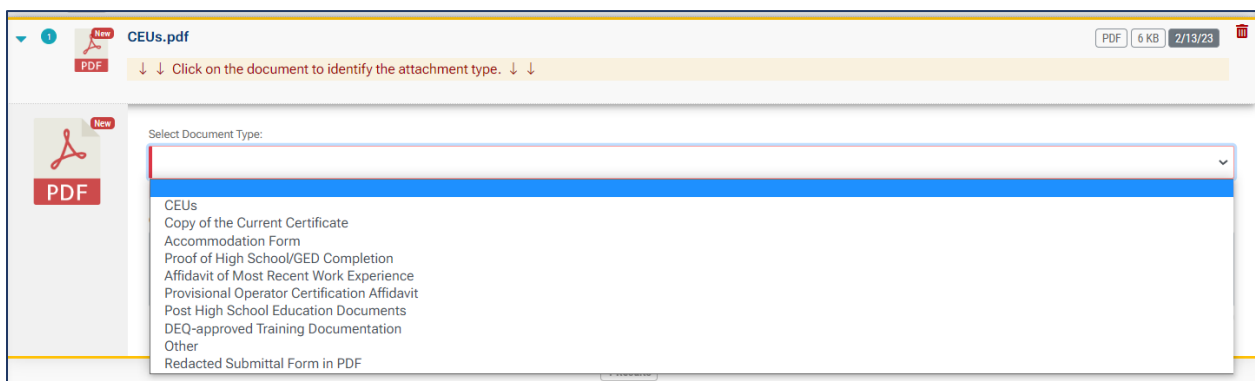 1 New CEUs.pdf PDF 6 KB 2/13/23
PDF ↓ ↓ Click on the document to identify the attachment type. ↓ ↓
New
Select Document Type:
PDF
CEUs
Copy of the Current Certificate
Accommodation Form
Proof of High School/GED Completion
Affidavit of Most Recent Work Experience
Provisional Operator Certification Affidavit
Post High School Education Documents
DEQ-approved Training Documentation
Other
Redacted Submittal Form in PDF